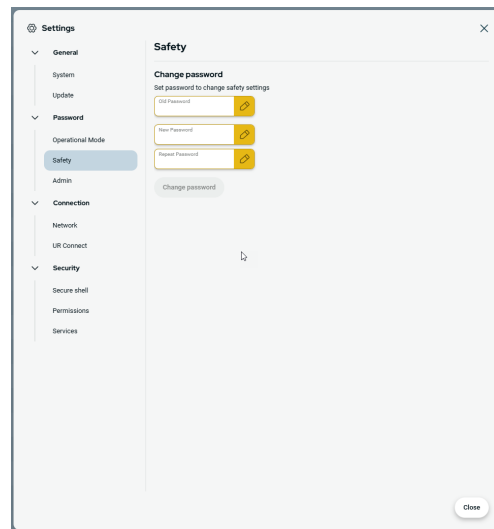 Settings
General
System
Update
Password
Operational Mode
Safety
Admin
Connection
Network
UR Connect
Security
Secure shell
Permissions
Services
Safety
Change password
Set password to change safety settings
Old Password
New Password
Repeat Password
Change password
Close